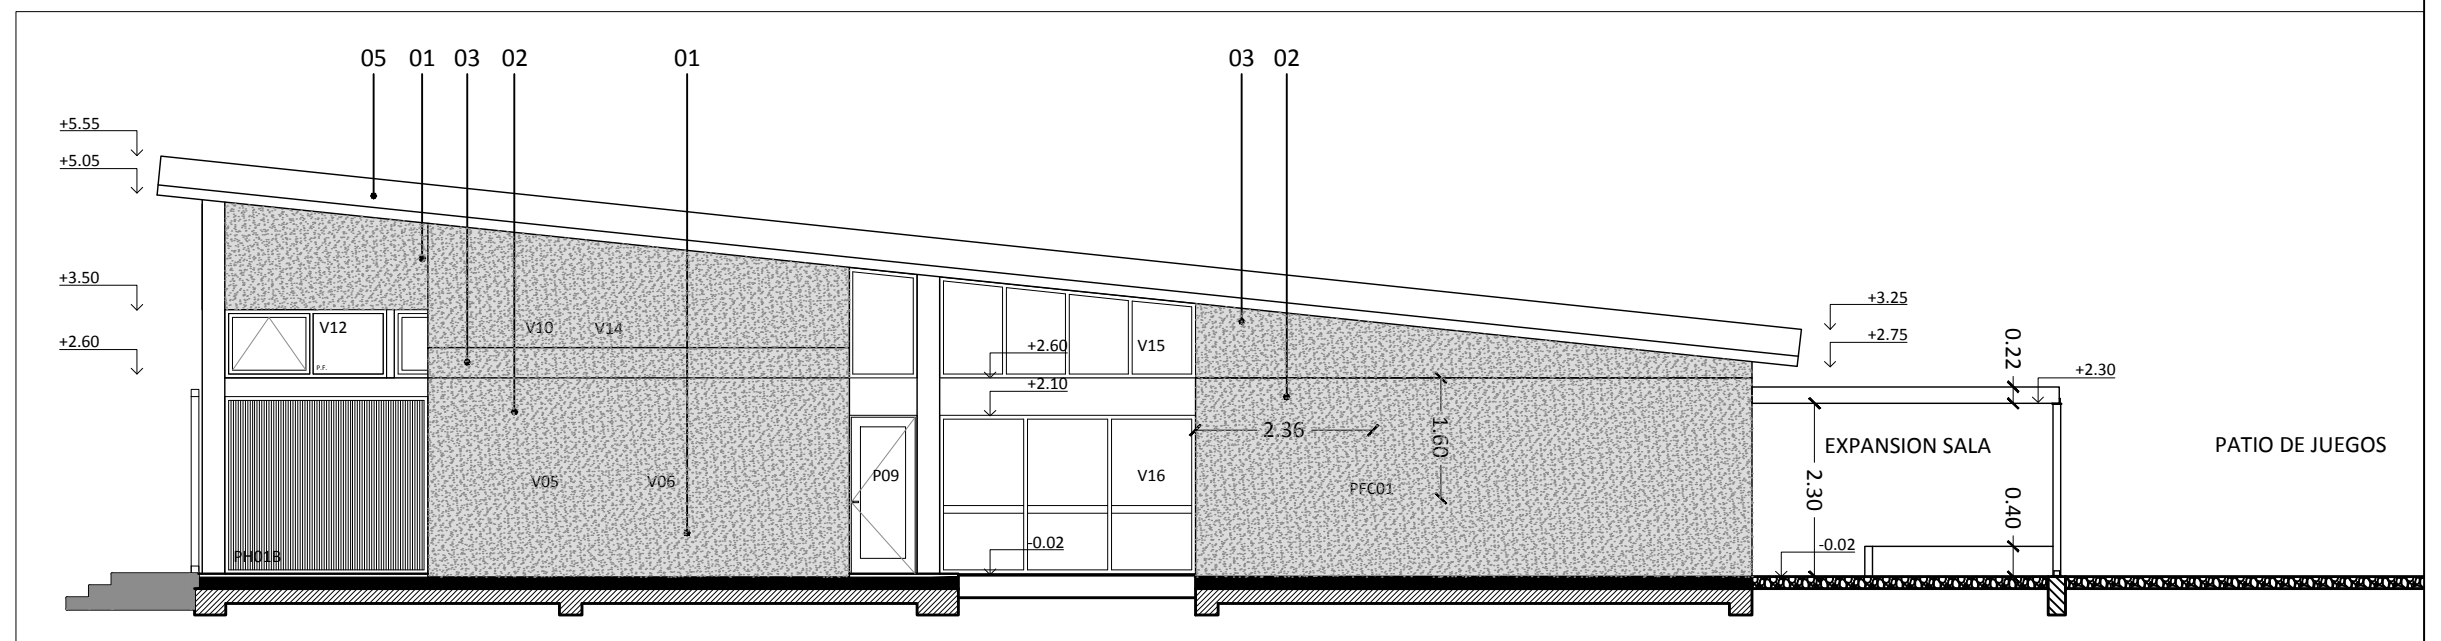 05 01 03 02 01 03 02
+5.55
+5.05
+3.50
+3.25
V12 V10 V14
+2.60 +2.60 V15 +2.75 0.22
P.F.
+2.10 +2.30
2.36 1.60 EXPANSION SALA PATIO DE JUEGOS
V05 V06 P09 V16 PFC01 2.30 0.40
PH01B -0.02 -0.02